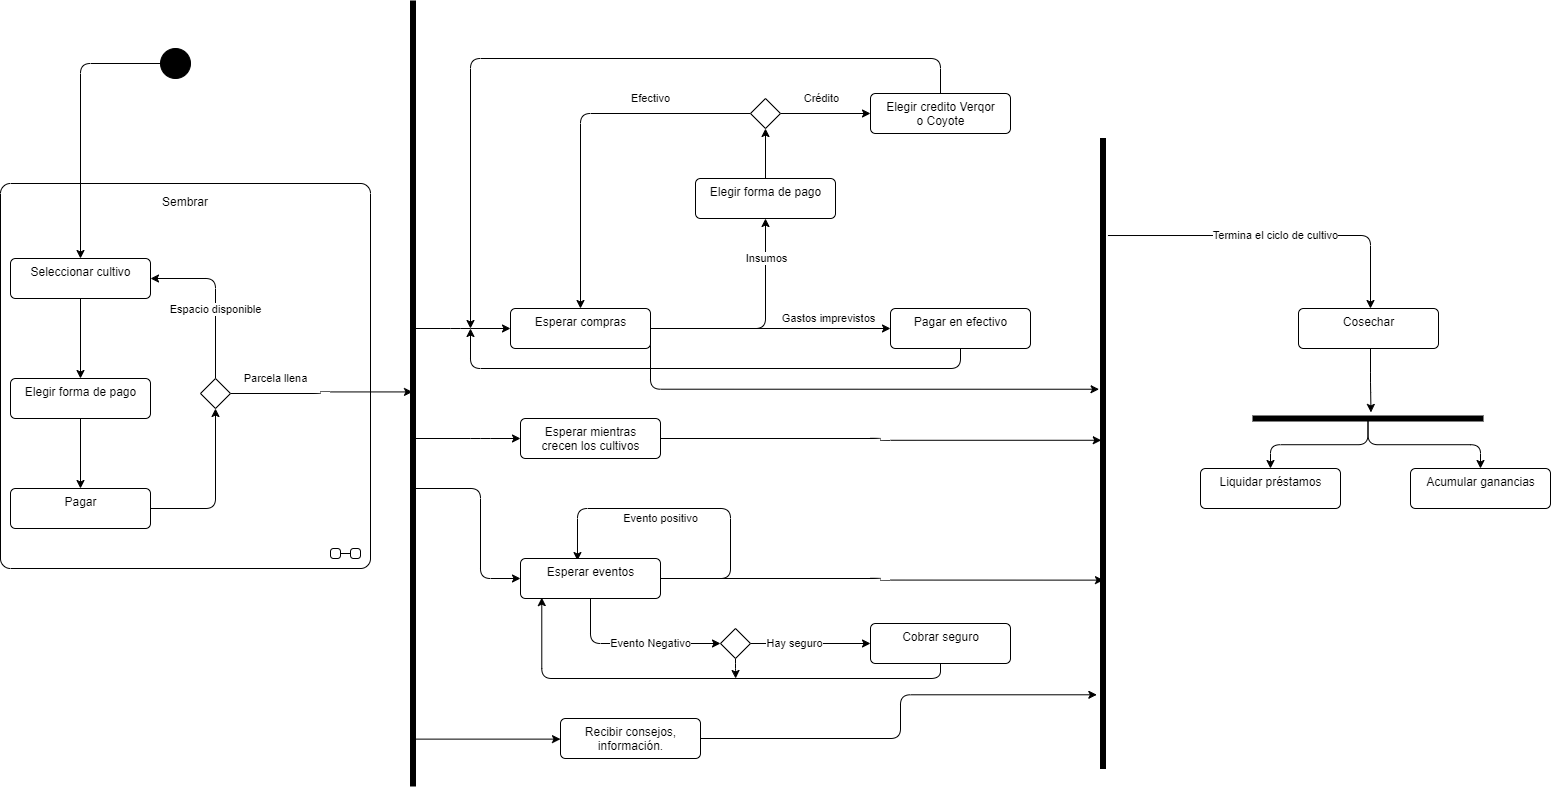 Sembrar
Seleccionar cultivo
Espacio disponible
Elegir forma de pago
Parcela llena
Pagar
Efectivo
Crédito
Elegir credito Verqor
o Coyote
Elegir forma de pago
Insumos
Esperar compras
Gastos imprevistos
Pagar en efectivo
Esperar mientras
crecen los cultivos
Evento positivo
Esperar eventos
Evento Negativo
Hay seguro
Cobrar seguro
Recibir consejos,
información.
Termina el ciclo de cultivo
Cosechar
Liquidar préstamos
Acumular ganancias